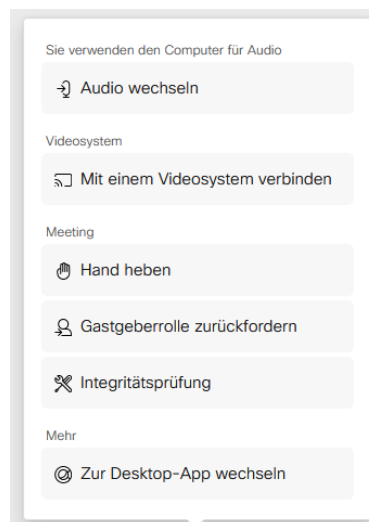 Sie verwenden den Computer für Audio
Audio wechseln
Videosystem
Mit einem Videosystem verbinden
Meeting
Hand heben
Gastgeberrolle zurückfordern
Integritätsprüfung
Mehr
Zur Desktop-App wechseln